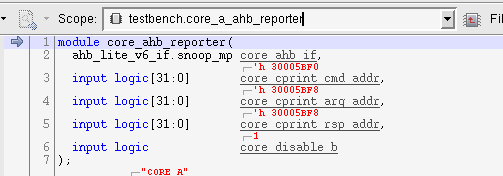 Scope: testbench.core_a_ahb_reporter Fil
1 module core_ahb_reporter(
2 ahb_lite_v6_if.snoop_mp core_ahb_if,
'h 30005BF0
3 input logic[31:0] core_cprint_cmd_addr,
'h 30005BF8
4 input logic[31:0] core_cprint_arg_addr,
'h 30005BF8
5 input logic[31:0] core_cprint_rsp_addr,
1
6 input logic core_disable_b
7 );
"CORE A"